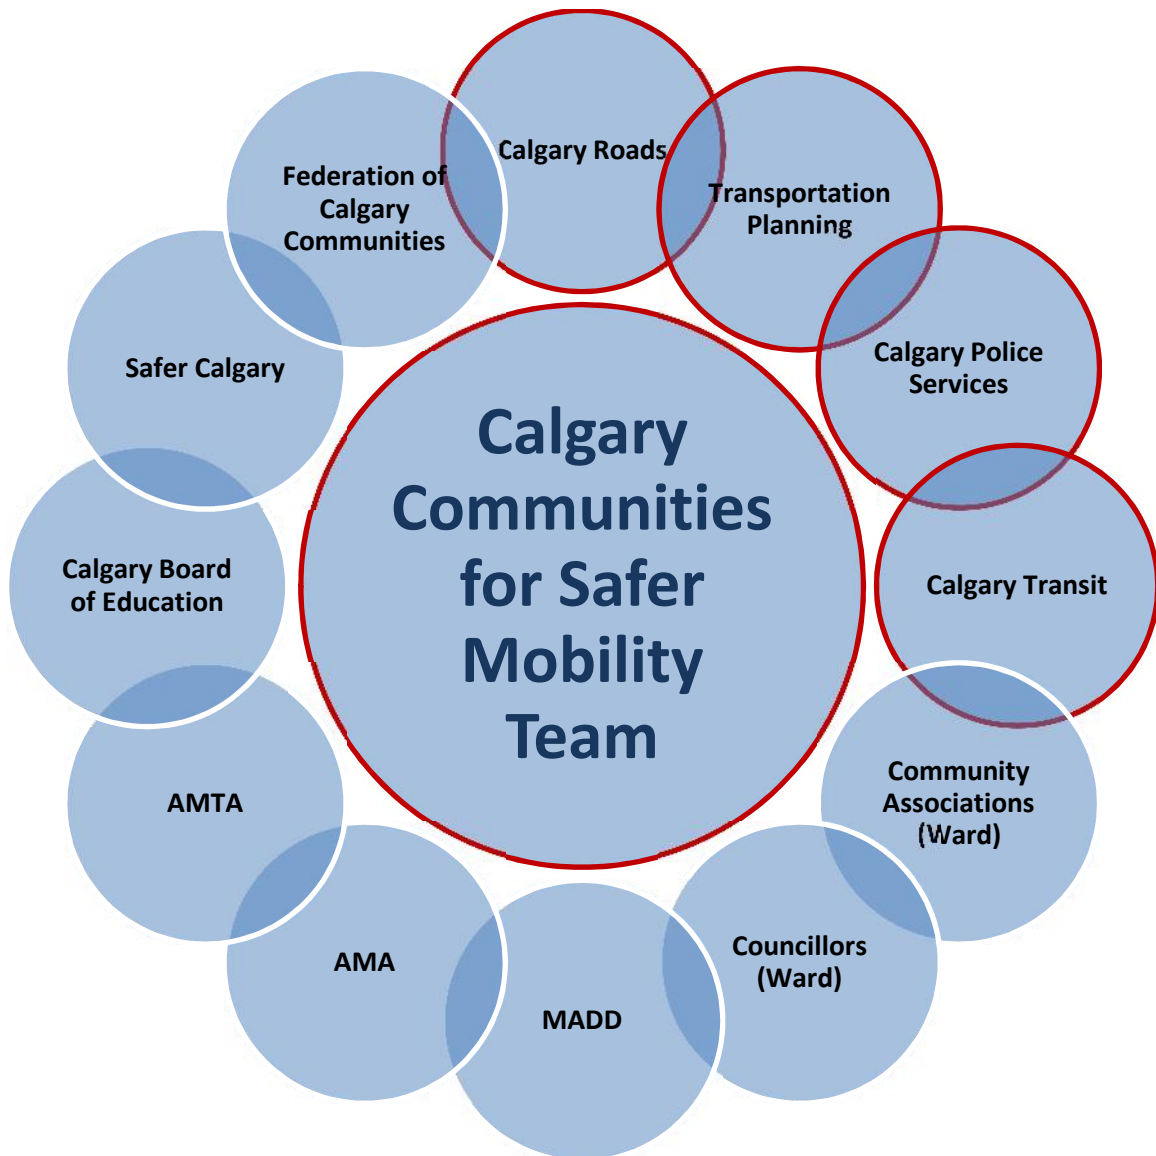 Calgary Roads
Transportation
Planning
Calgary Police
Services
Calgary Transit
Community
Associations
(Ward)
Councillors
(Ward)
MADD
AMA
AMTA
Calgary Board
of Education
Safer Calgary
Federation of
Calgary
Communities
Calgary
Communities
for Safer
Mobility
Team